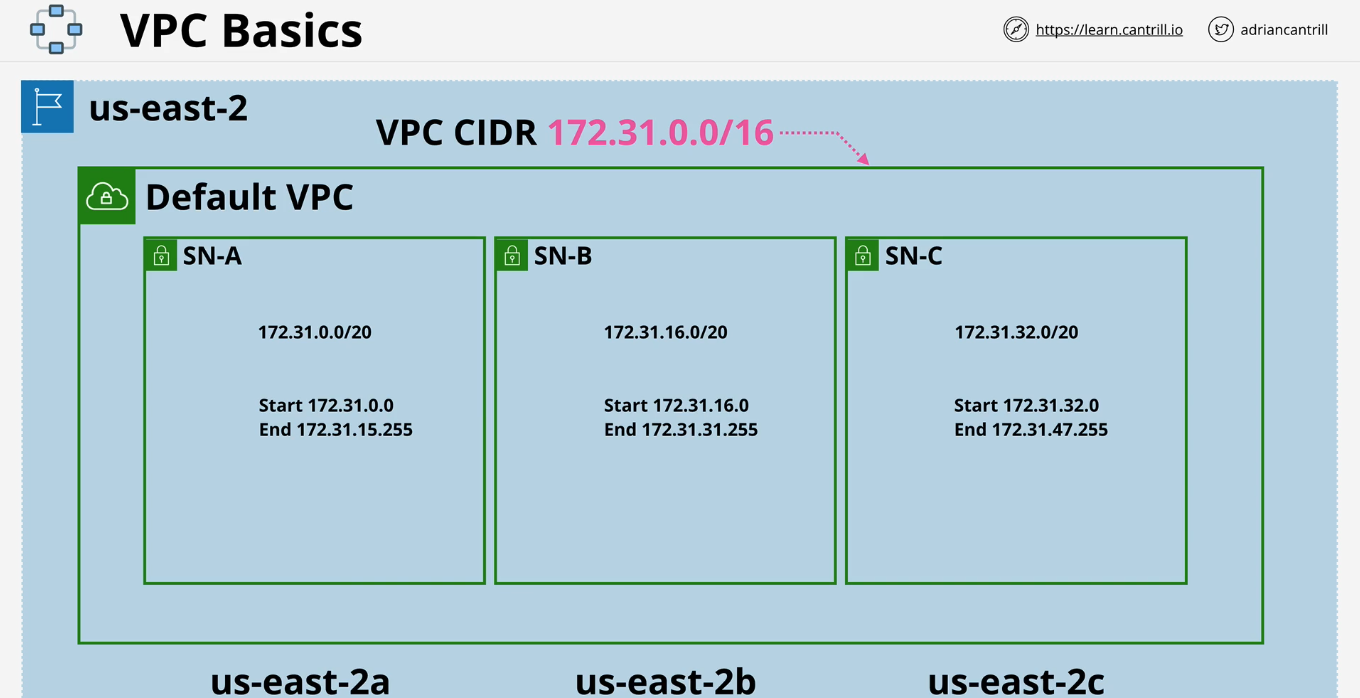 VPC Basics
https://learn.cantrill.io
adriancantrill
us-east-2
VPC CIDR 172.31.0.0/16
Default VPC
SN-A
172.31.0.0/20
Start 172.31.0.0
End 172.31.15.255
SN-B
172.31.16.0/20
Start 172.31.16.0
End 172.31.31.255
SN-C
172.31.32.0/20
Start 172.31.32.0
End 172.31.47.255
us-east-2a
us-east-2b
us-east-2c